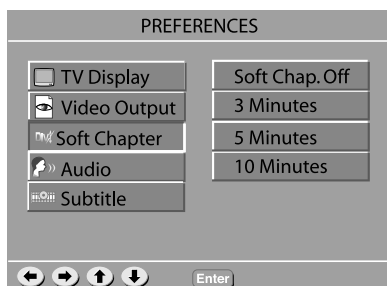 PREFERENCES
TV Display
Video Output
Soft Chapter
Audio
Subtitle
Soft Chap. Off
3 Minutes
5 Minutes
10 Minutes
Enter